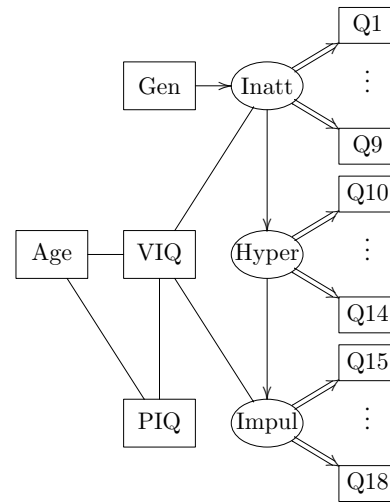 Q1
Gen
Inatt
⋮
Q9
Q10
Age
VIQ
Hyper
⋮
Q14
Q15
PIQ
Impul
⋮
Q18